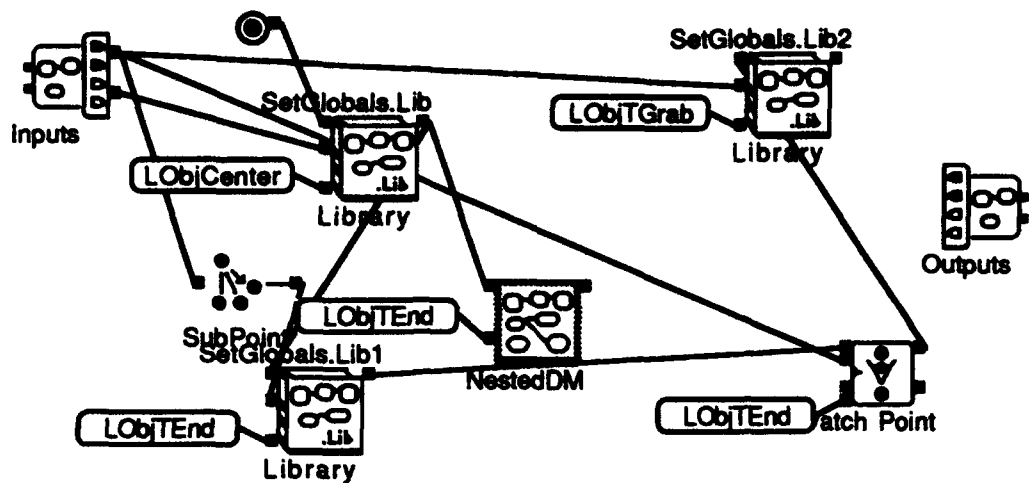 SetGlobals.Lib2
Inputs
SetGlobals.Lib
LObjTGrab
.Lib
Library
LObjCenter
.Lib
Library
Outputs
SubPoint
LObjTEnd
SetGlobals.Lib1
NestedDM
LObjTEnd
LObjTEnd
atch Point
.Lib
Library